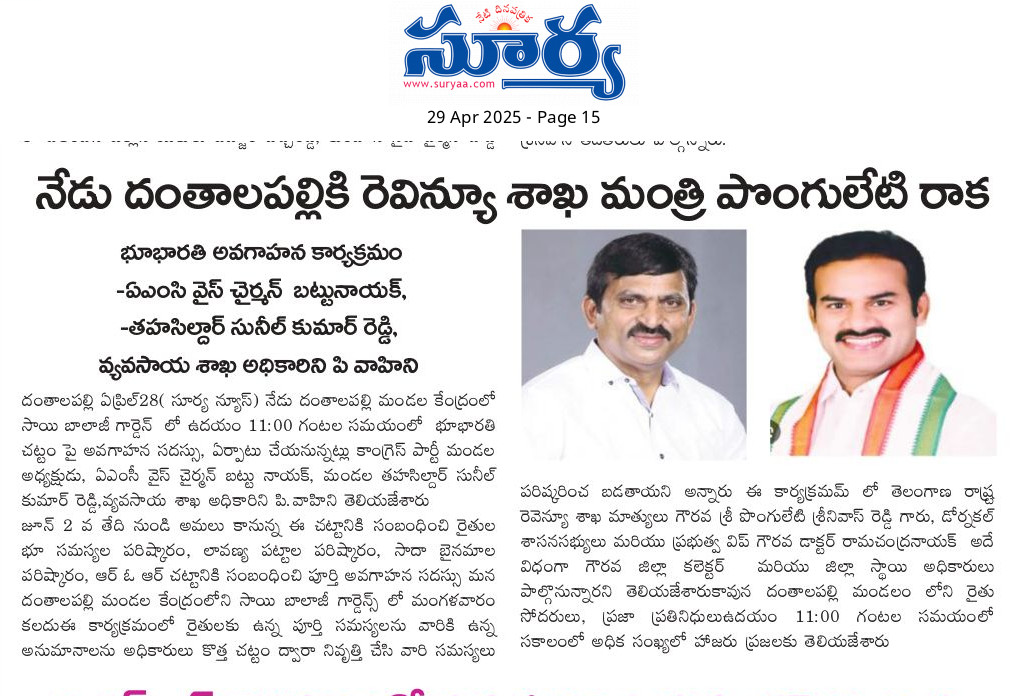 నేటి దినపత్రిక
సూర్య
www.suryaa.com
29 Apr 2025 - Page 15
నేడు దంతాలపల్లికి రెవిన్యూ శాఖ మంత్రి పొంగులేటి రాక
భూభారతి అవగాహన కార్యక్రమం
-ఏఎంసి వైస్ చైర్మన్ బట్టునాయక్,
-తహసిల్దార్ సునీల్ కుమార్ రెడ్డి,
వ్యవసాయ శాఖ అధికారిని పి వాహిని
దంతాలపల్లి ఏప్రిల్28( సూర్య న్యూస్) నేడు దంతాలపల్లి మండల కేంద్రంలో
సాయి బాలాజీ గార్డెన్ లో ఉదయం 11:00 గంటల సమయంలో భూభారతి
చట్టం పై అవగాహన సదస్సు, ఏర్పాటు చేయనున్నట్లు కాంగ్రెస్ పార్టీ మండల
అధ్యక్షుడు, ఏఎంసీ వైస్ చైర్మన్ బట్టు నాయక్, మండల తహసిల్దార్ సునీల్
కుమార్ రెడ్డి,వ్యవసాయ శాఖ అధికారిని పి.వాహిని తెలియజేశారు
జూన్ 2 వ తేది నుండి అమలు కానున్న ఈ చట్టానికి సంబంధించి రైతుల
భూ సమస్యల పరిష్కారం, లావణ్య పట్టాల పరిష్కారం, సాదా బైనమాల
పరిష్కారం, ఆర్ ఓ ఆర్ చట్టానికి సంబంధించి పూర్తి అవగాహన సదస్సు మన
దంతాలపల్లి మండల కేంద్రంలోని సాయి బాలాజీ గార్డెన్స్ లో మంగళవారం
కలదుఈ కార్యక్రమంలో రైతులకు ఉన్న పూర్తి సమస్యలను వారికి ఉన్న
అనుమానాలను అధికారులు కొత్త చట్టం ద్వారా నివృత్తి చేసి వారి సమస్యలు
పరిష్కరించ బడతాయని అన్నారు ఈ కార్యక్రమమ్ లో తెలంగాణ రాష్ట్ర
రెవెన్యూ శాఖ మాత్యులు గౌరవ శ్రీ పొంగులేటి శ్రీనివాస్ రెడ్డి గారు, డోర్నకల్
శాసనసభ్యులు మరియు ప్రభుత్వ విప్ గౌరవ డాక్టర్ రామచంద్రనాయక్ అదే
విధంగా గౌరవ జిల్లా కలెక్టర్ మరియు జిల్లా స్థాయి అధికారులు
పాల్గొనున్నారని తెలియజేశారుకావున దంతాలపల్లి మండలం లోని రైతు
సోదరులు, ప్రజా ప్రతినిధులుఉదయం 11:00 గంటల సమయంలో
సకాలంలో అధిక సంఖ్యలో హాజరు ప్రజలకు తెలియజేశారు